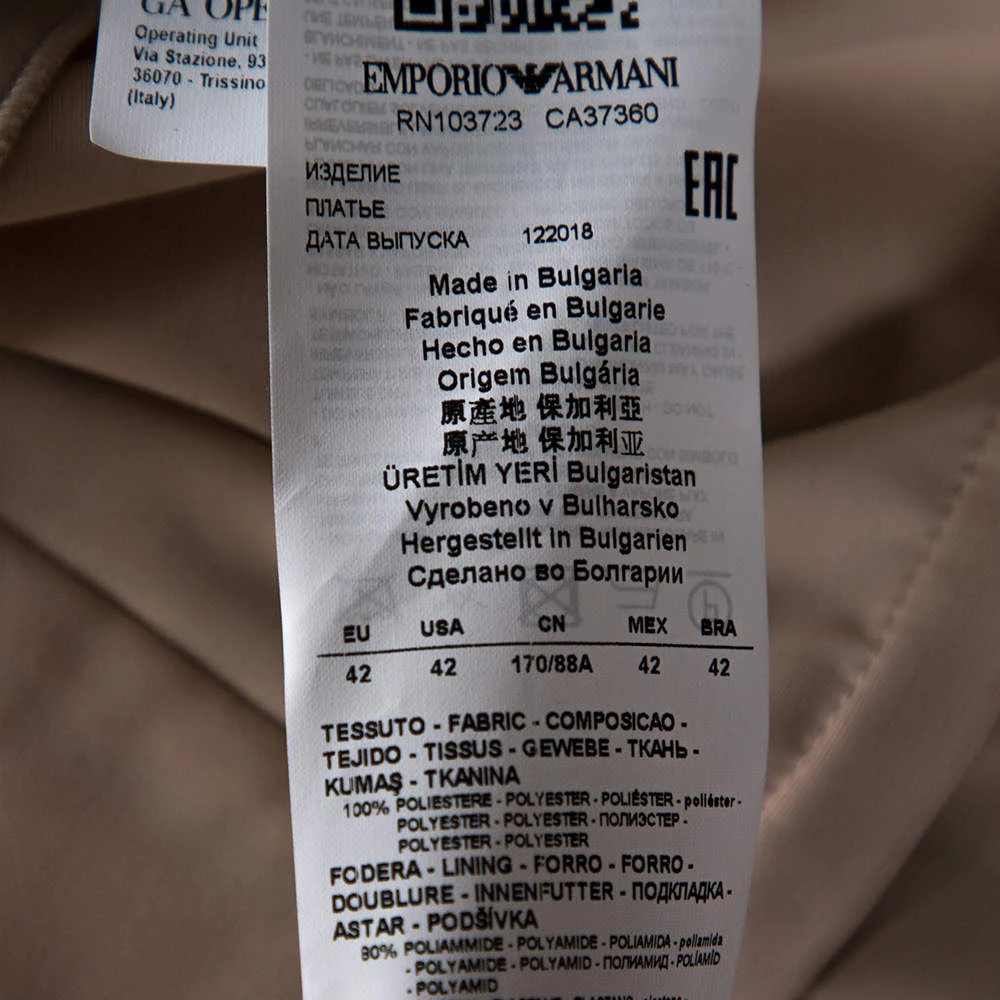 GA OPE
Operating Unit
Via Stazione, 93
36070 - Trissino
(Italy)
EMPORIO ARMANI
RN103723 CA37360
EAC
ИЗДЕЛИЕ
ПЛАТЬЕ
ДАТА ВЫПУСКА 122018
Made in Bulgaria
Fabriqué en Bulgarie
Hecho en Bulgaria
Origem Bulgária
原產地 保加利亞
原产地 保加利亚
ÜRETİM YERİ Bulgaristan
Vyrobeno v Bulharsko
Hergestellt in Bulgarien
Сделано во Болгарии
EU USA CN MEX BRA
42 42 170/88A 42 42
TESSUTO - FABRIC - COMPOSICAO -
TEJIDO - TISSUS - GEWEBE - ТКАНЬ -
KUMAŞ - TKANINA
100% POLIESTERE - POLYESTER - POLIÉSTER - poliéster -
POLYESTER - POLYESTER - ПОЛИЭСТЕР -
POLYESTER - POLYESTER
FODERA - LINING - FORRO - FORRO -
DOUBLURE - INNENFUTTER - ПОДКЛАДКА -
ASTAR - PODŠÍVKA
80% POLIAMMIDE - POLYAMIDE - POLIAMIDA - poliamida
- POLYAMIDE - POLYAMID - ПОЛИАМИД - POLİAMİD
- POLYAMID